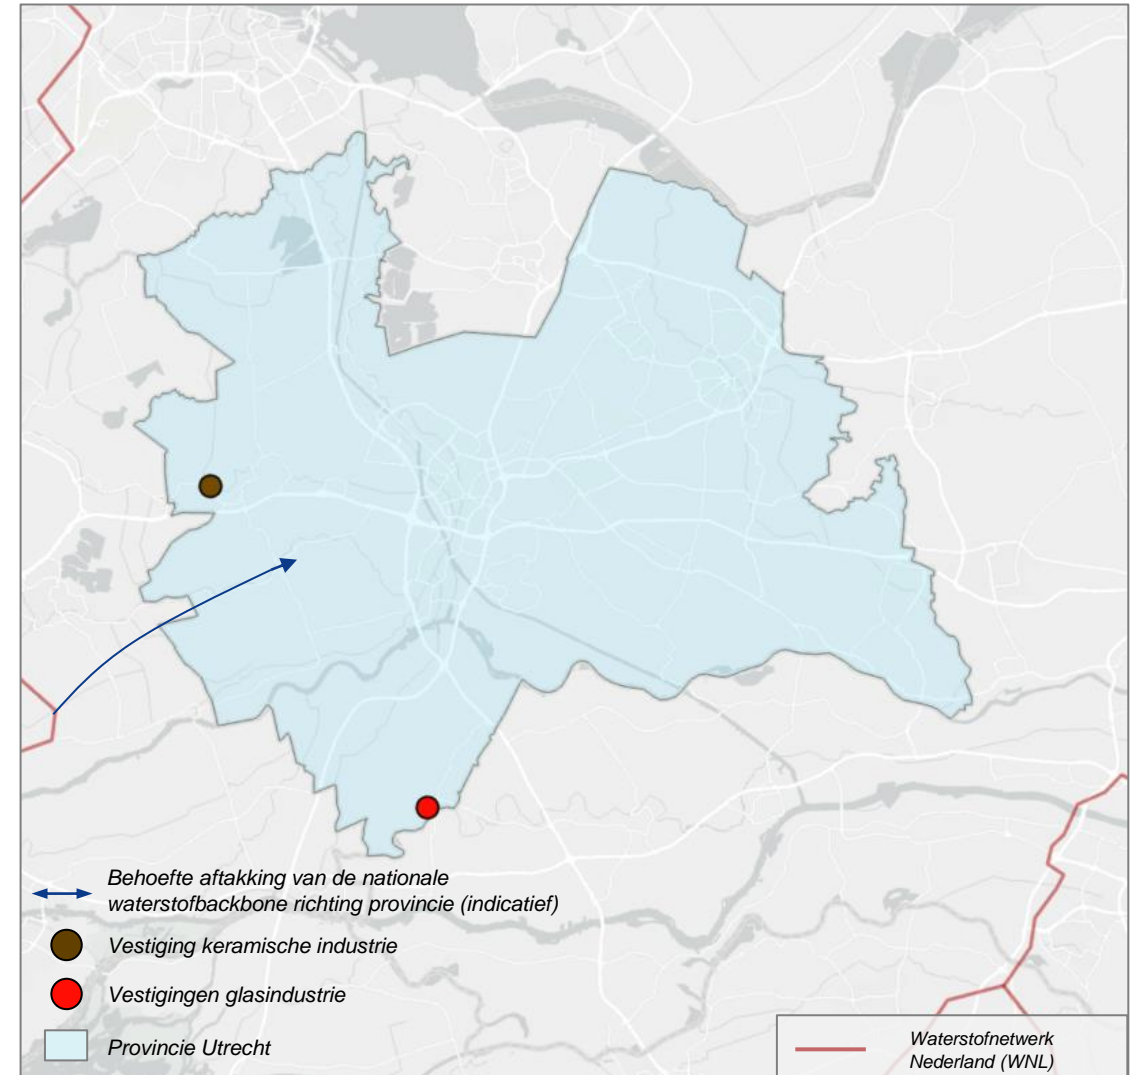 Behoefte aftakking van de nationale
waterstofbackbone richting provincie (indicatief)
Vestiging keramische industrie
Vestigingen glasindustrie
Provincie Utrecht
Waterstofnetwerk
Nederland (WNL)